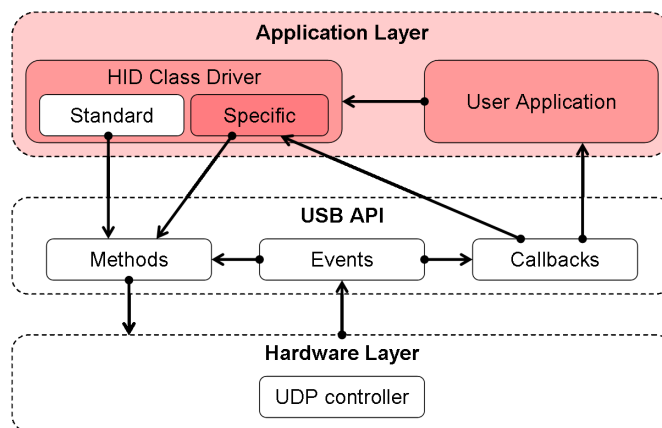 Application Layer
HID Class Driver
User Application
Standard
Specific
USB API
Methods
Events
Callbacks
Hardware Layer
UDP controller